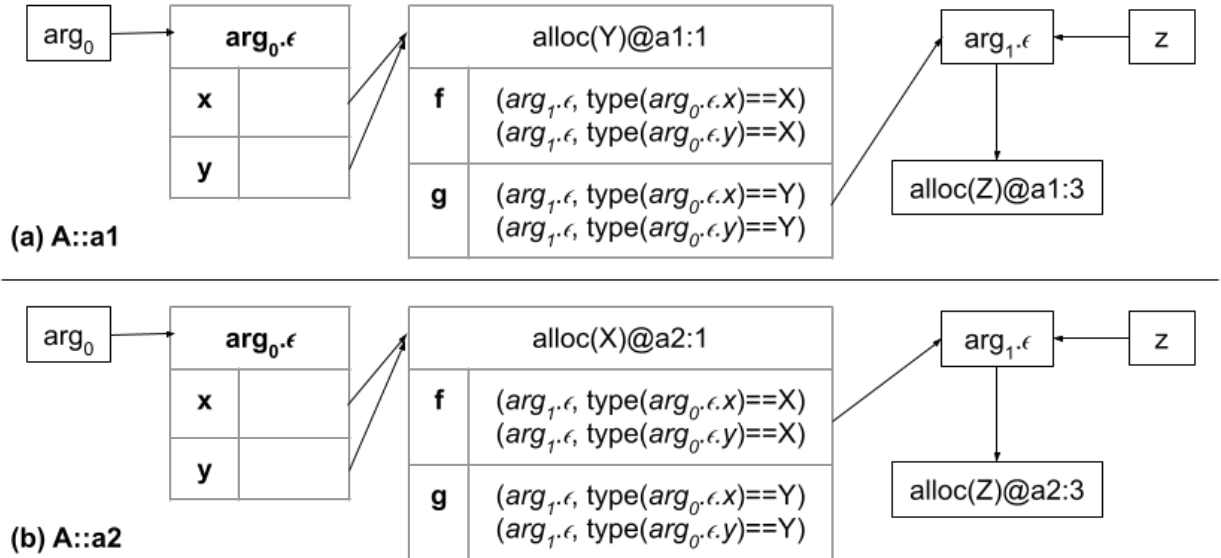 arg₀ arg₀.ϵ alloc(Y)@a1:1 arg₁.ϵ z
x f (arg₁.ϵ, type(arg₀.ϵ.x)==X)
(arg₁.ϵ, type(arg₀.ϵ.y)==X)
y g (arg₁.ϵ, type(arg₀.ϵ.x)==Y) alloc(Z)@a1:3
(arg₁.ϵ, type(arg₀.ϵ.y)==Y)
(a) A::a1
arg₀ arg₀.ϵ alloc(X)@a2:1 arg₁.ϵ z
x f (arg₁.ϵ, type(arg₀.ϵ.x)==X)
(arg₁.ϵ, type(arg₀.ϵ.y)==X)
y g (arg₁.ϵ, type(arg₀.ϵ.x)==Y) alloc(Z)@a2:3
(arg₁.ϵ, type(arg₀.ϵ.y)==Y)
(b) A::a2